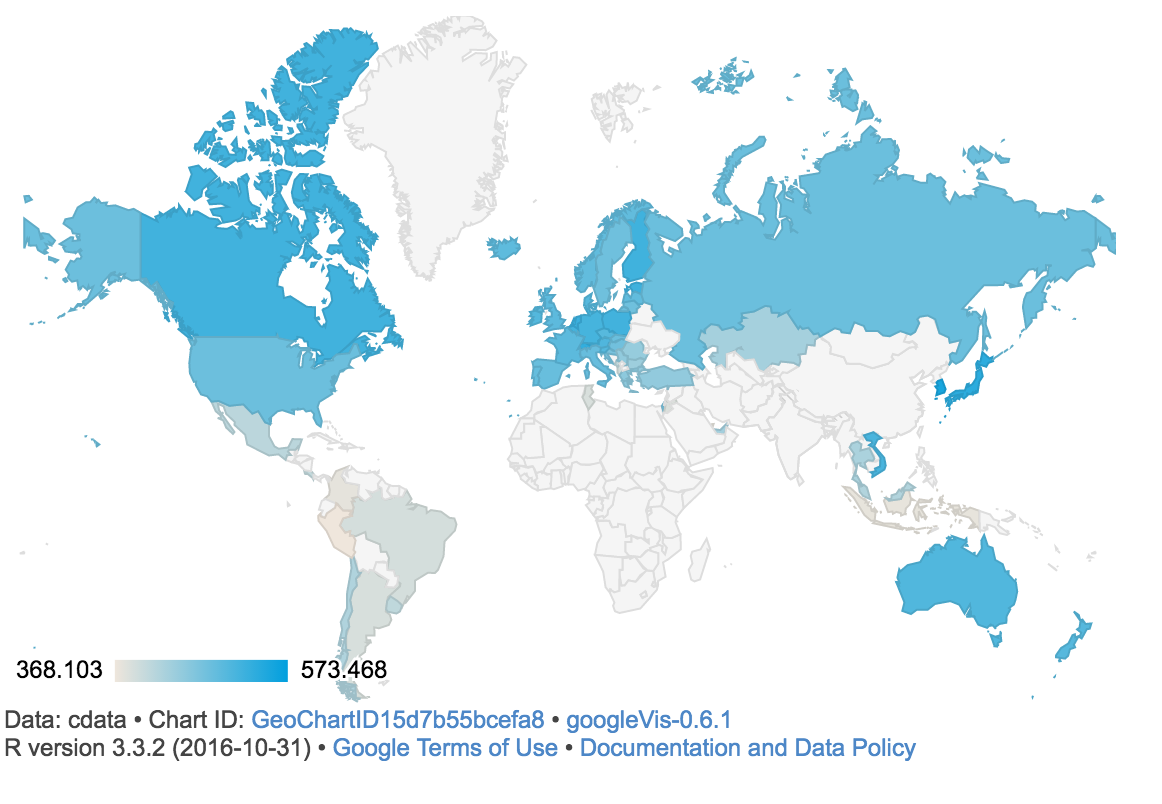 368.103 573.468
Data: cdata • Chart ID: GeoChartID15d7b55bcefa8 • googleVis-0.6.1
R version 3.3.2 (2016-10-31) • Google Terms of Use • Documentation and Data Policy